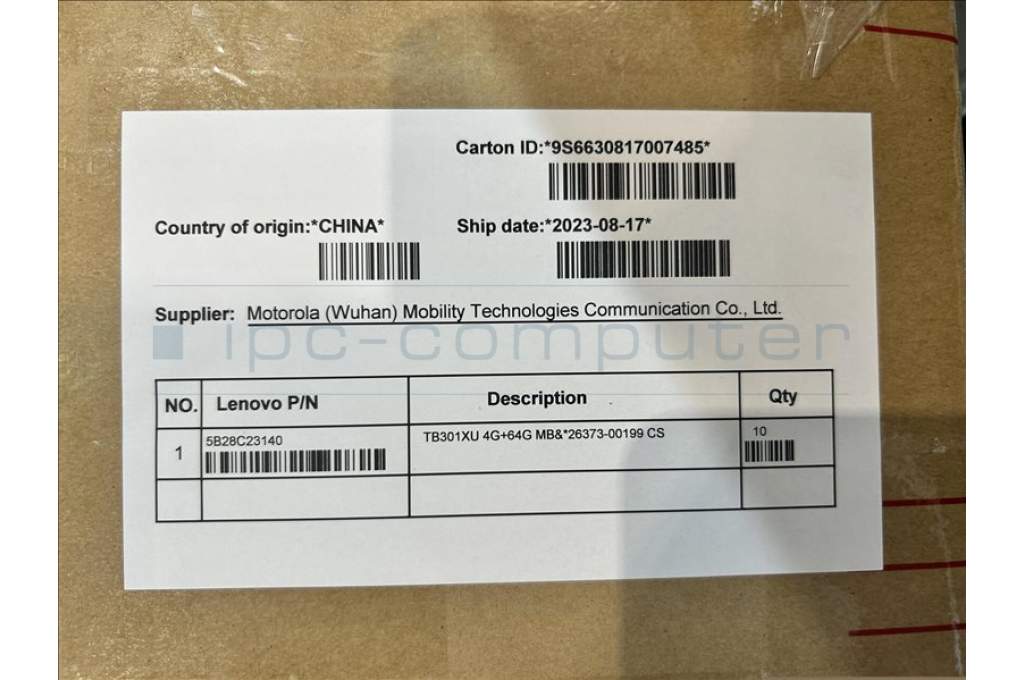 Carton ID:*9S6630817007485*
Country of origin:*CHINA* Ship date:*2023-08-17*
Supplier: Motorola (Wuhan) Mobility Technologies Communication Co., Ltd.
ipc-computer
NO. Lenovo P/N Description Qty
1 5B28C23140 TB301XU 4G+64G MB&*26373-00199 CS 10